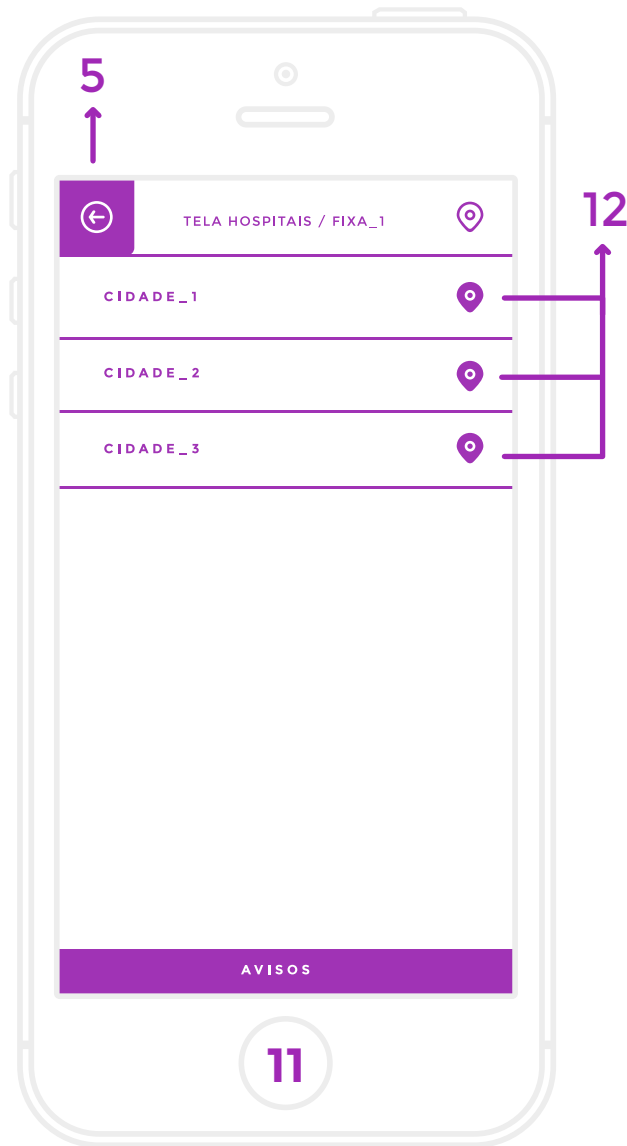 5
TELA HOSPITAIS / FIXA_1
12
CIDADE_1
CIDADE_2
CIDADE_3
AVISOS
11